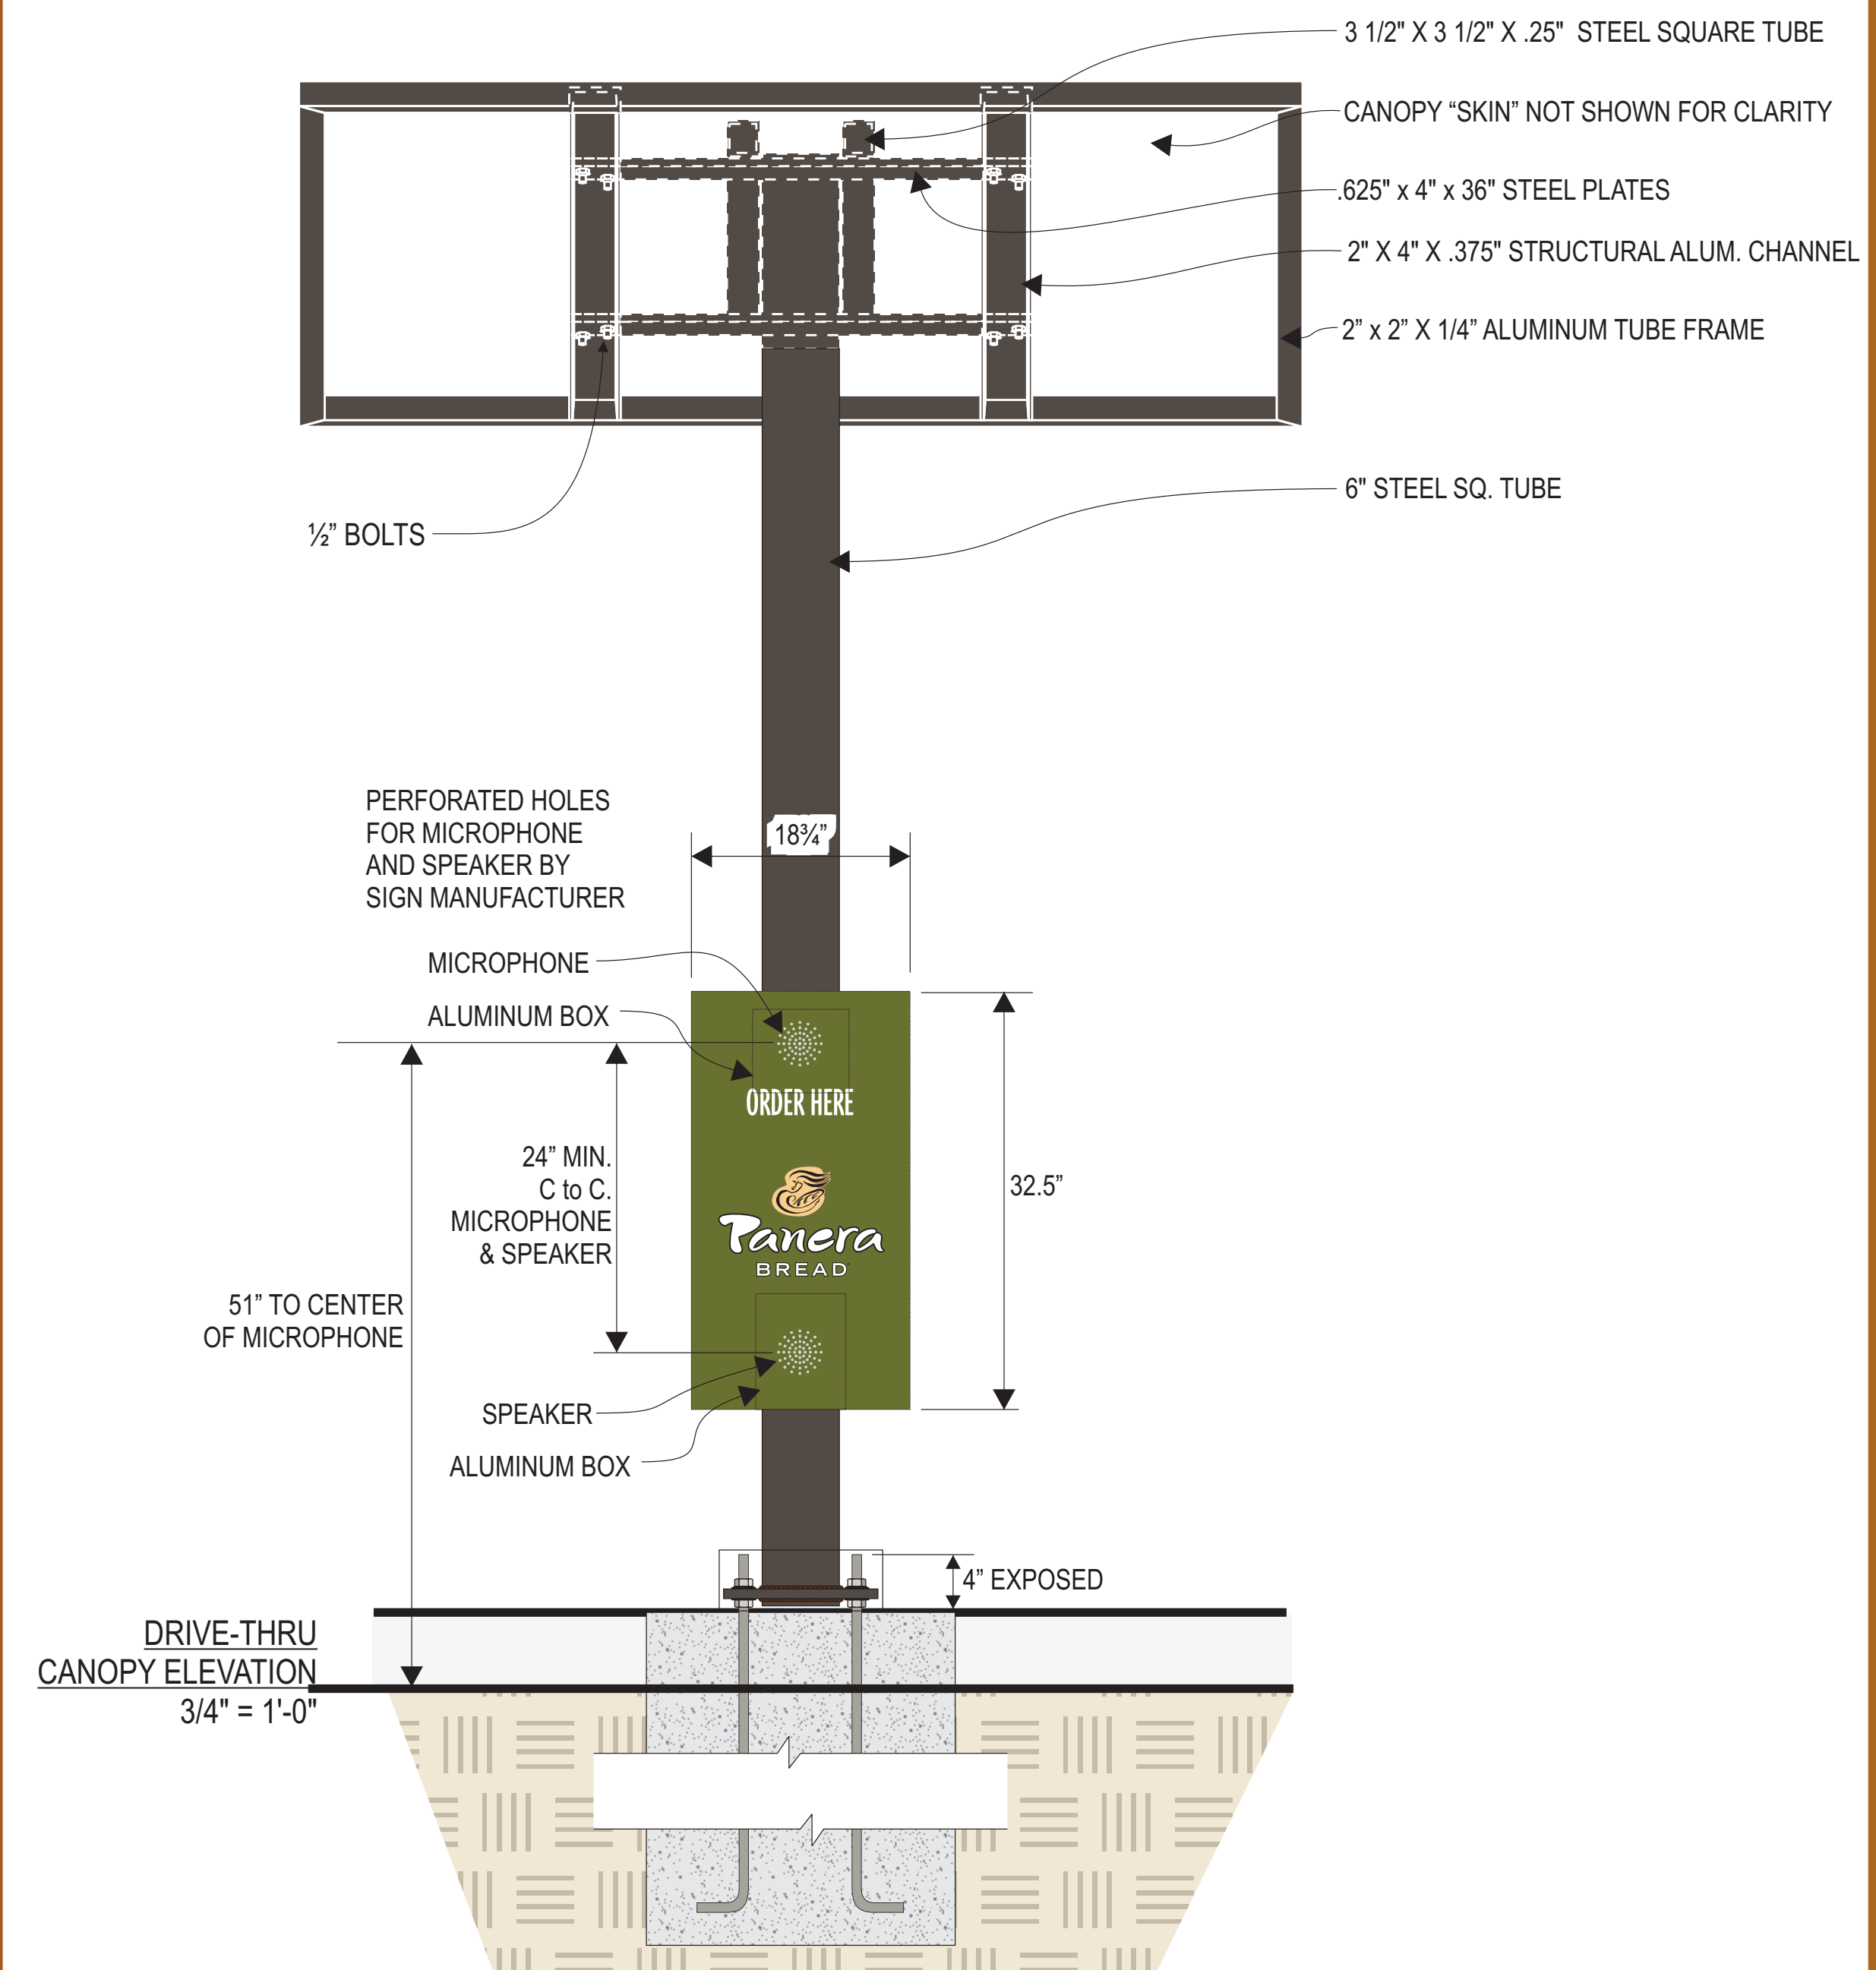 3 1/2" X 3 1/2" X .25" STEEL SQUARE TUBE
CANOPY “SKIN” NOT SHOWN FOR CLARITY
.625" x 4" x 36" STEEL PLATES
2" X 4" X .375" STRUCTURAL ALUM. CHANNEL
2” x 2” X 1/4” ALUMINUM TUBE FRAME
6" STEEL SQ. TUBE
½” BOLTS
PERFORATED HOLES
FOR MICROPHONE
AND SPEAKER BY
SIGN MANUFACTURER
18¾”
MICROPHONE
ALUMINUM BOX
ORDER HERE
24” MIN.
C to C.
MICROPHONE
& SPEAKER
32.5”
Panera
BREAD
51” TO CENTER
OF MICROPHONE
SPEAKER
ALUMINUM BOX
4” EXPOSED
DRIVE-THRU
CANOPY ELEVATION
3/4" = 1'-0"